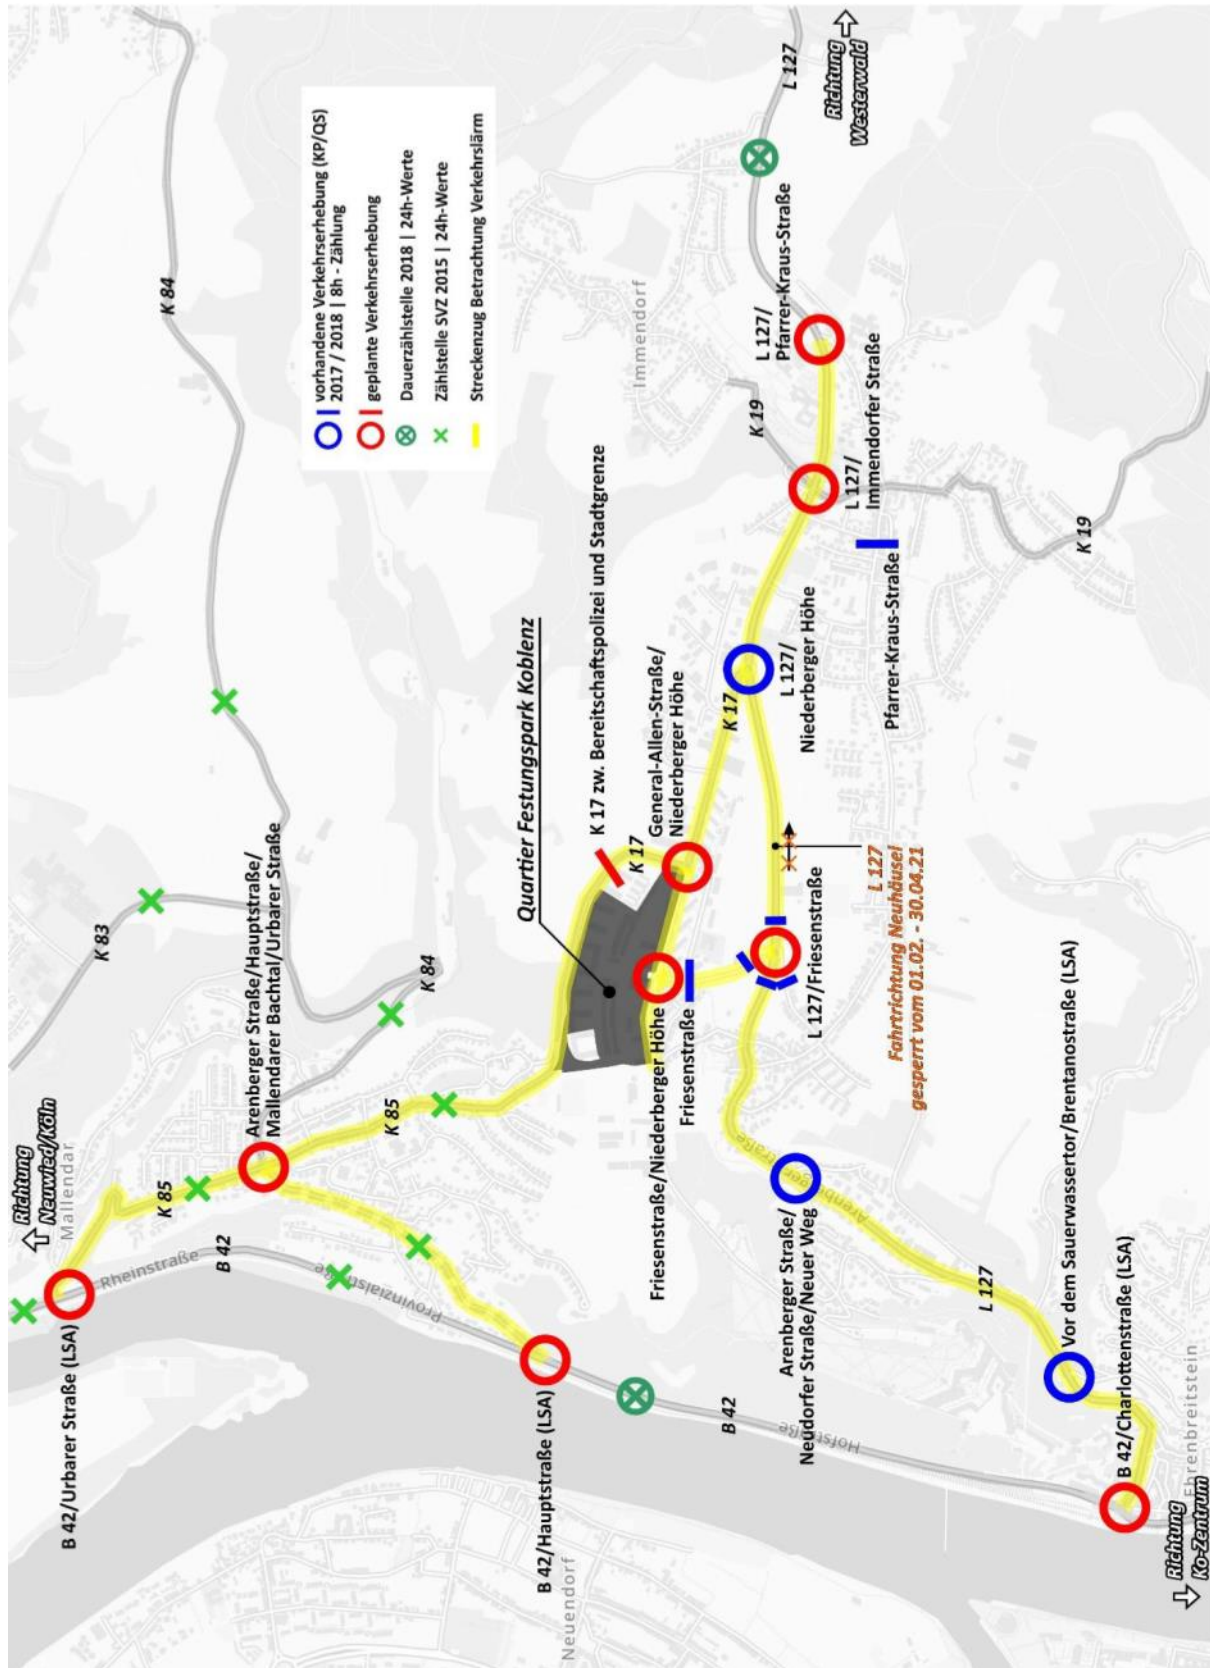 Richtung
Neuwied/Köln
Mallendar
B 42/Urbarer Straße (LSA)
Rheinstraße
B 42
Provinzialstraße
K 85
Arenberger Straße/Hauptstraße/
Mallendarer Bachtal/Urbarer Straße
K 83
K 84
K 84
K 85
B 42/Hauptstraße (LSA)
Neuendorf
B 42
Hofstraße
vorhandene Verkehrserhebung (KP/QS)
2017 / 2018 | 8h - Zählung
geplante Verkehrserhebung
Dauerzählstelle 2018 | 24h-Werte
Zählstelle SVZ 2015 | 24h-Werte
Streckenzug Betrachtung Verkehrslärm
Quartier Festungspark Koblenz
K 17 zw. Bereitschaftspolizei und Stadtgrenze
K 17
General-Allen-Straße/
Niederberger Höhe
Friesenstraße/Niederberger Höhe
Friesenstraße
L 127/Friesenstraße
K 17
L 127/
Niederberger Höhe
L 127
Fahrtrichtung Neuhäusel
gesperrt vom 01.02. - 30.04.21
Immendorf
K 19
L 127/
Immendorfer Straße
L 127/
Pfarrer-Kraus-Straße
L 127
Richtung
Westerwald
Pfarrer-Kraus-Straße
K 19
Arenberger Straße
Arenberger Straße/
Neudorfer Straße/Neuer Weg
L 127
Vor dem Sauerwassertor/Brentanostraße (LSA)
B 42/Charlottenstraße (LSA)
Ehrenbreitstein
Richtung
Ko-Zentrum